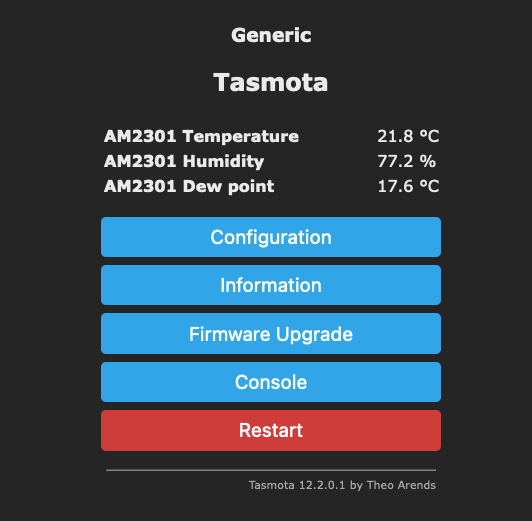 Generic
Tasmota
AM2301 Temperature 21.8 °C
AM2301 Humidity 77.2 %
AM2301 Dew point 17.6 °C
Configuration
Information
Firmware Upgrade
Console
Restart
Tasmota 12.2.0.1 by Theo Arends